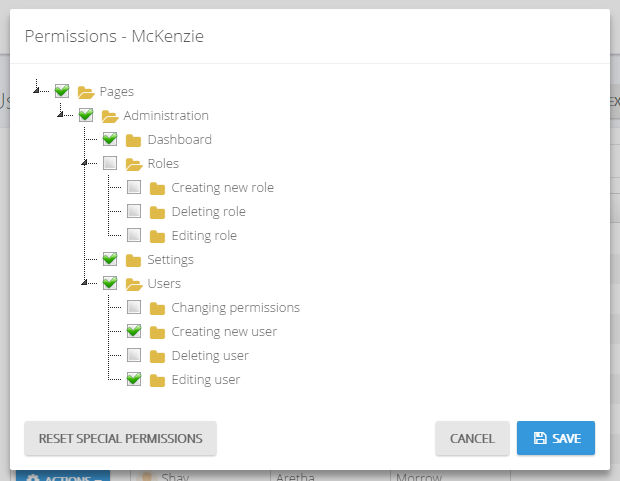 Permissions - McKenzie
Pages
Administration
Dashboard
Roles
Creating new role
Deleting role
Editing role
Settings
Users
Changing permissions
Creating new user
Deleting user
Editing user
RESET SPECIAL PERMISSIONS
CANCEL
SAVE
ACTIONS
Shay
Aretha
Morrow